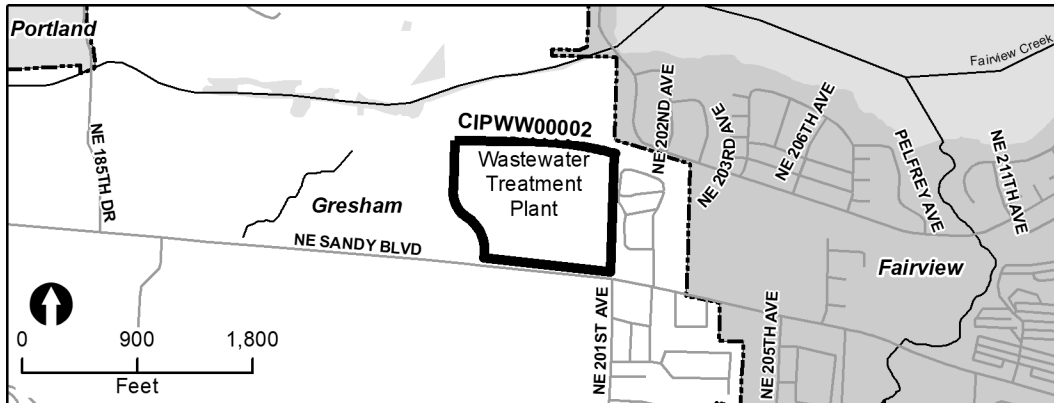 Portland
Fairview Creek
CIPWW00002
Wastewater
Treatment
Plant
NE 202ND AVE
NE 203RD AVE
NE 206TH AVE
PELFREY AVE
NE 211TH AVE
NE 185TH DR
Gresham
NE SANDY BLVD
Fairview
NE 201ST AVE
NE 205TH AVE
0 900 1,800
Feet